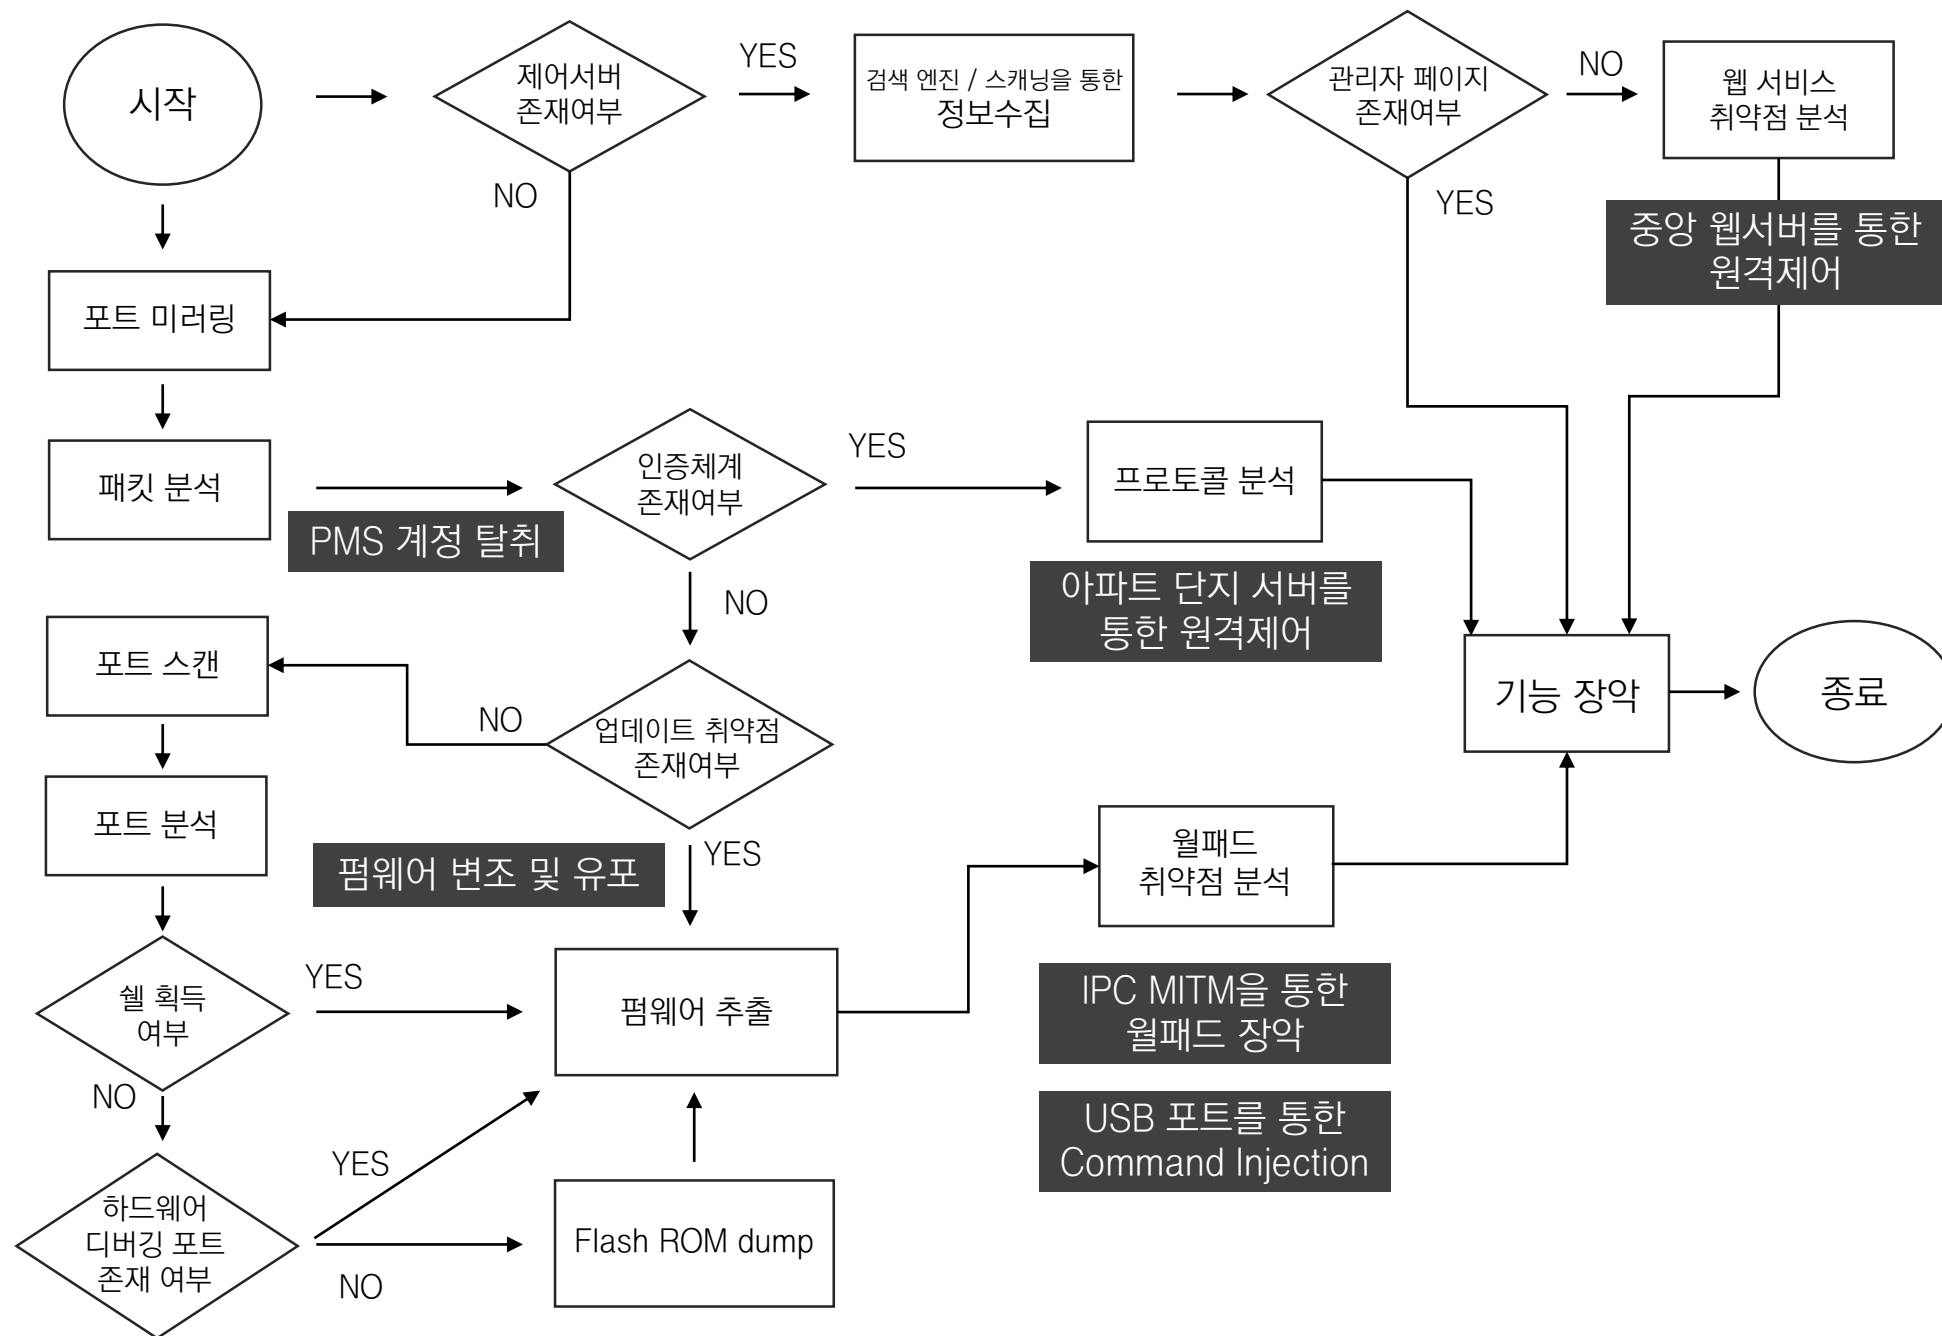 시작
제어서버
존재여부
YES
NO
검색 엔진 / 스캐닝을 통한
정보수집
관리자 페이지
존재여부
NO
YES
웹 서비스
취약점 분석
중앙 웹서버를 통한
원격제어
포트 미러링
패킷 분석
PMS 계정 탈취
인증체계
존재여부
YES
NO
프로토콜 분석
아파트 단지 서버를
통한 원격제어
포트 스캔
NO
업데이트 취약점
존재여부
YES
기능 장악
종료
포트 분석
펌웨어 변조 및 유포
월패드
취약점 분석
쉘 획득
여부
YES
NO
펌웨어 추출
IPC MITM을 통한
월패드 장악
USB 포트를 통한
Command Injection
하드웨어
디버깅 포트
존재 여부
YES
NO
Flash ROM dump